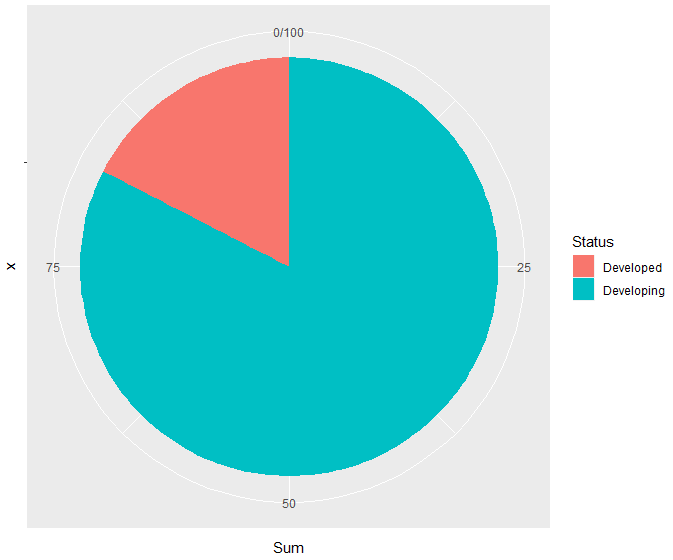 0/100
x
75
25
50
Sum
Status
Developed
Developing